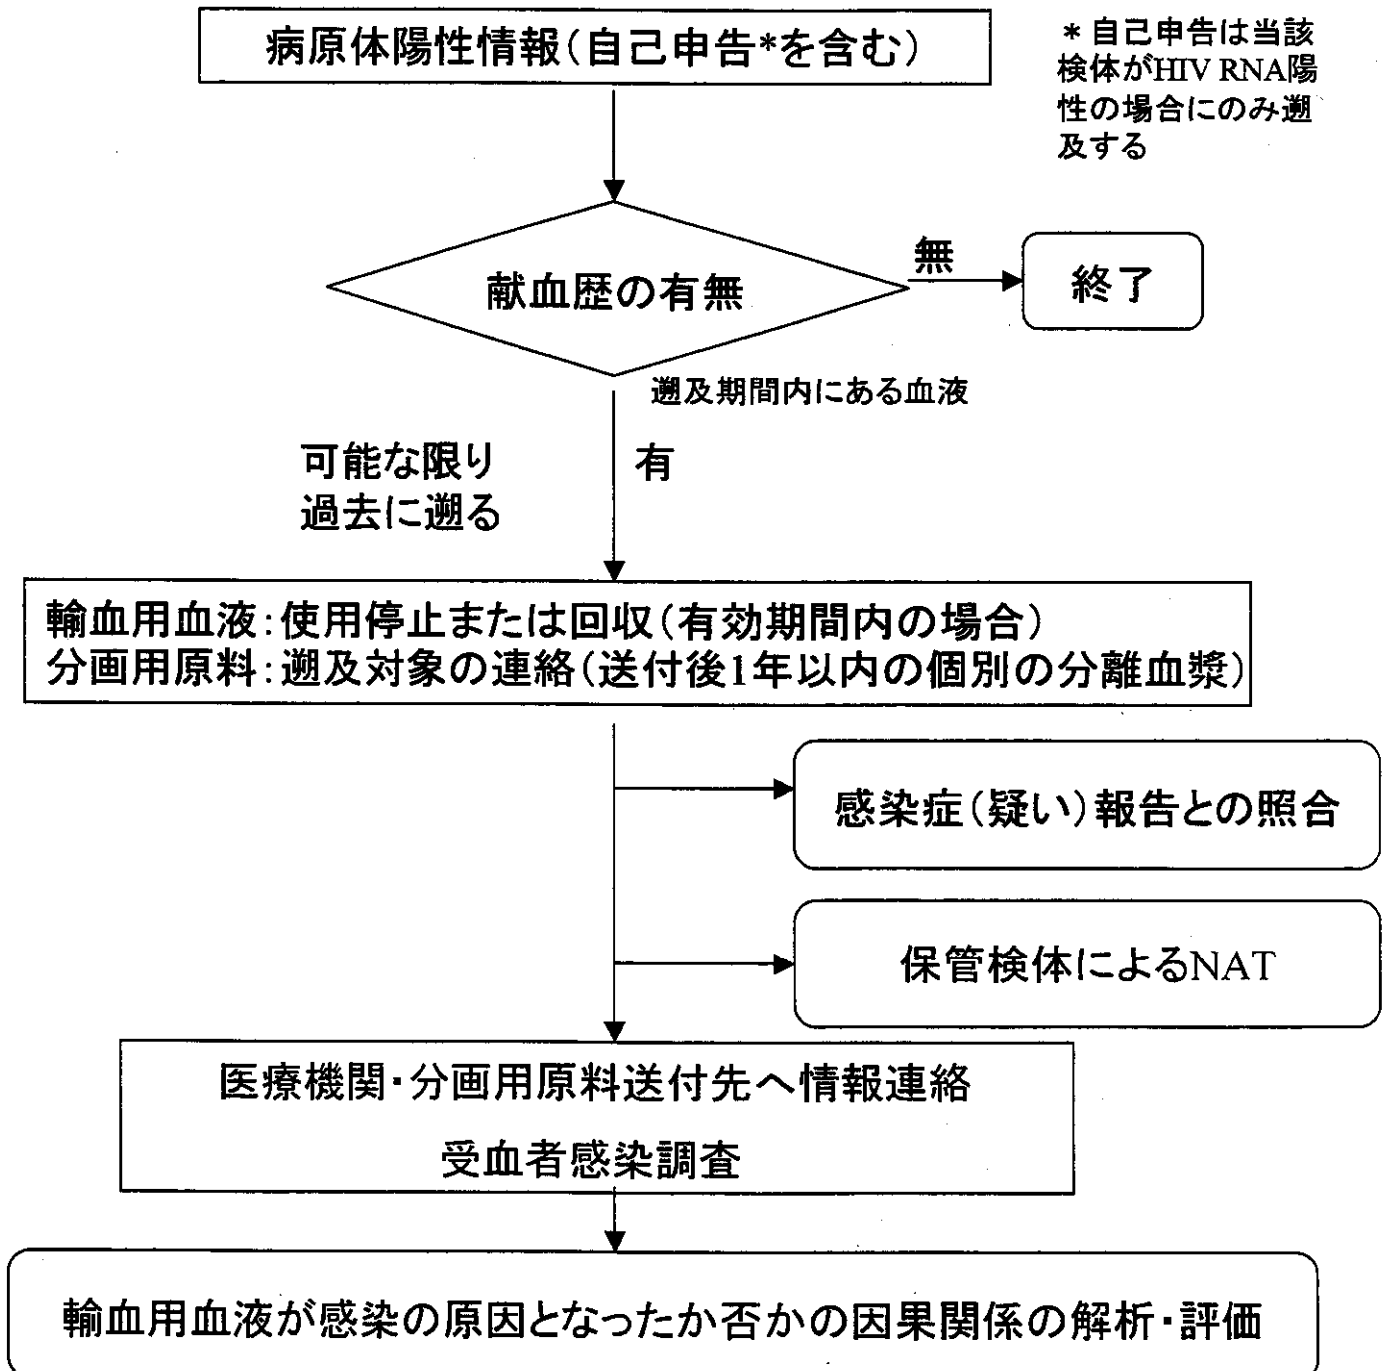 病原体陽性情報(自己申告*を含む)
* 自己申告は当該
検体がHIV RNA陽
性の場合にのみ遡
及する
献血歴の有無
無
終了
遡及期間内にある血液
可能な限り
過去に遡る
有
輸血用血液:使用停止または回収(有効期間内の場合)
分画用原料:遡及対象の連絡(送付後1年以内の個別の分離血漿)
感染症(疑い)報告との照合
保管検体によるNAT
医療機関・分画用原料送付先へ情報連絡
受血者感染調査
輸血用血液が感染の原因となったか否かの因果関係の解析・評価